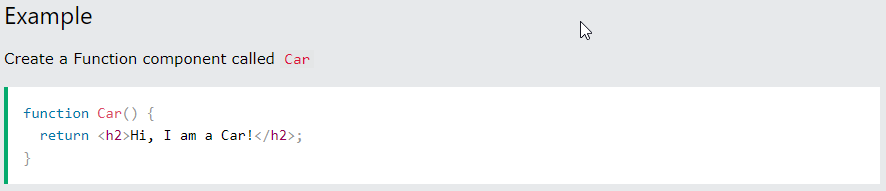 Example
Create a Function component called Car
function Car() {
  return <h2>Hi, I am a Car!</h2>;
}